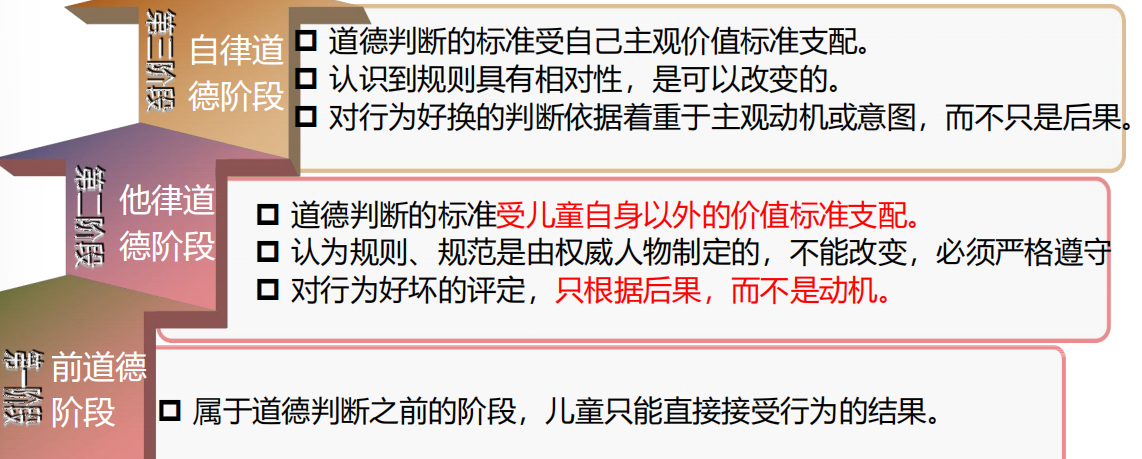 第三阶段
自律道
德阶段
道德判断的标准受自己主观价值标准支配。
认识到规则具有相对性，是可以改变的。
对行为好换的判断依据着重于主观动机或意图，而不只是后果。
第二阶段
他律道
德阶段
道德判断的标准受儿童自身以外的价值标准支配。
认为规则、规范是由权威人物制定的，不能改变，必须严格遵守
对行为好坏的评定，只根据后果，而不是动机。
第一阶段
前道德
阶段
属于道德判断之前的阶段，儿童只能直接接受行为的结果。